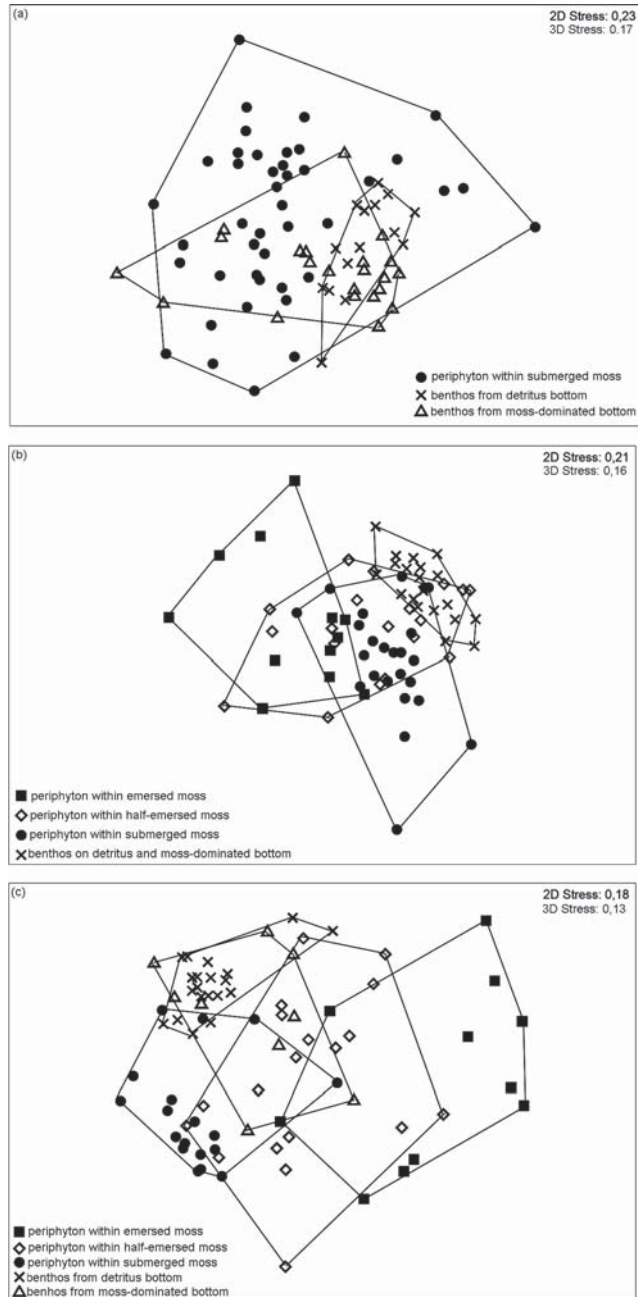 (a)
2D Stress: 0,23
3D Stress: 0.17
periphyton within submerged moss
benthos from detritus bottom
benthos from moss-dominated bottom
(b)
2D Stress: 0,21
3D Stress: 0,16
periphyton within emersed moss
periphyton within half-emersed moss
periphyton within submerged moss
benthos on detritus and moss-dominated bottom
(c)
2D Stress: 0,18
3D Stress: 0,13
periphyton within emersed moss
periphyton within half-emersed moss
periphyton within submerged moss
benthos from detritus bottom
benhos from moss-dominated bottom